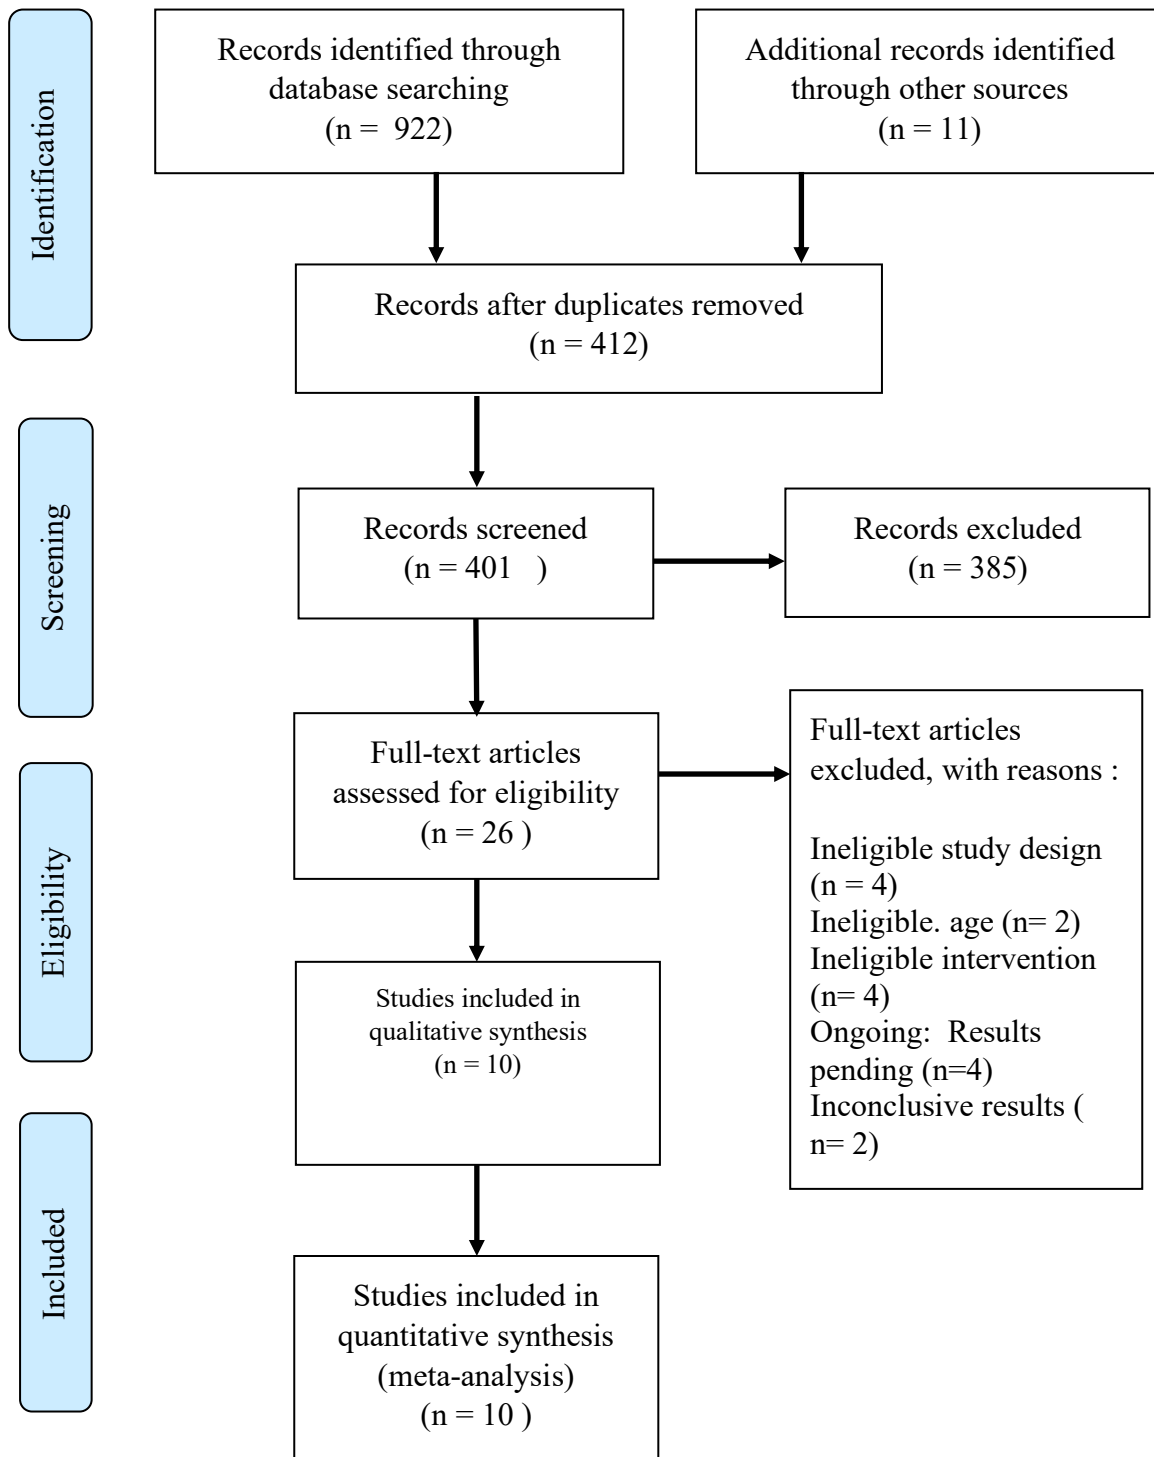 Identification
Records identified through
database searching
(n =  922)
Additional records identified
through other sources
(n = 11)
Records after duplicates removed
(n = 412)
Screening
Records screened
(n = 401   )
Records excluded
(n = 385)
Eligibility
Full-text articles
assessed for eligibility
(n = 26 )
Full-text articles
excluded, with reasons :
Ineligible study design
(n = 4)
Ineligible. age (n= 2)
Ineligible intervention
(n= 4)
Ongoing:  Results
pending (n=4)
Inconclusive results (
n= 2)
Studies included in
qualitative synthesis
(n = 10)
Included
Studies included in
quantitative synthesis
(meta-analysis)
(n = 10 )